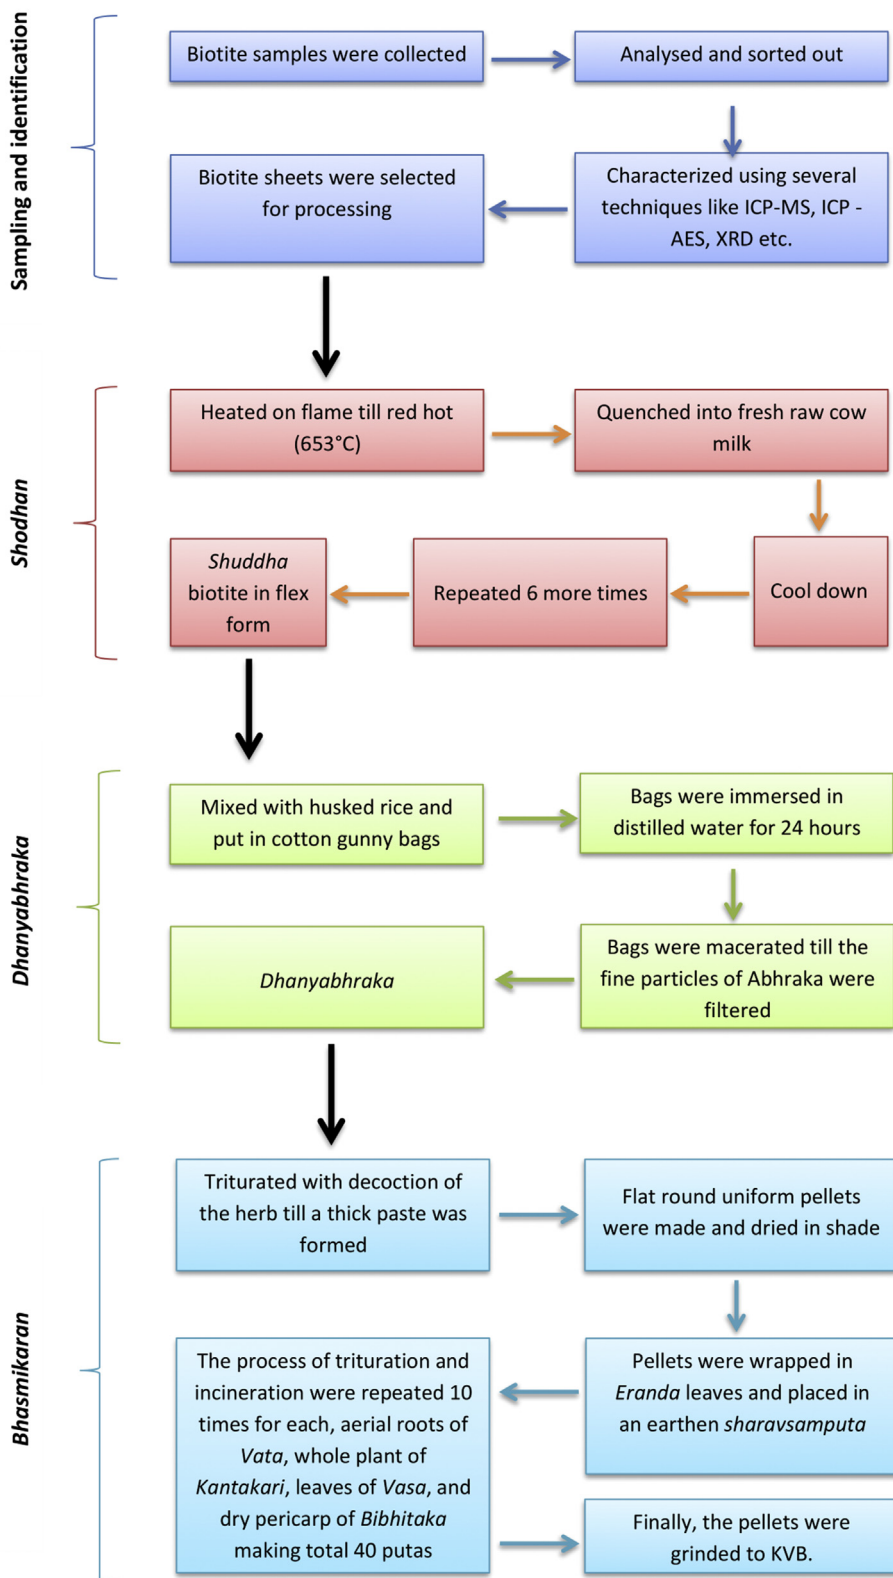 Sampling and identification
Biotite samples were collected
Analysed and sorted out
Characterized using several
techniques like ICP-MS, ICP -
AES, XRD etc.
Biotite sheets were selected
for processing
Shodhan
Heated on flame till red hot
(653°C)
Quenched into fresh raw cow
milk
Cool down
Repeated 6 more times
Shuddha
biotite in flex
form
Dhanyabhraka
Mixed with husked rice and
put in cotton gunny bags
Bags were immersed in
distilled water for 24 hours
Bags were macerated till the
fine particles of Abhraka were
filtered
Dhanyabhraka
Bhasmikaran
Triturated with decoction of
the herb till a thick paste was
formed
Flat round uniform pellets
were made and dried in shade
Pellets were wrapped in
Eranda leaves and placed in
an earthen sharavsamputa
The process of trituration and
incineration were repeated 10
times for each, aerial roots of
Vata, whole plant of
Kantakari, leaves of Vasa, and
dry pericarp of Bibhitaka
making total 40 putas
Finally, the pellets were
grinded to KVB.